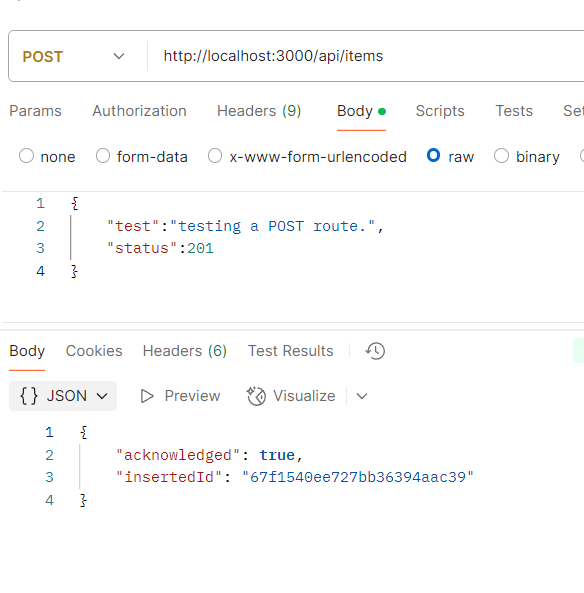 POST http://localhost:3000/api/items
Params Authorization Headers (9) Body Scripts Tests
none form-data x-www-form-urlencoded raw binary
1 {
2 "test":"testing a POST route.",
3 "status":201
4 }
Body Cookies Headers (6) Test Results
{} JSON Preview Visualize
1 {
2 "acknowledged": true,
3 "insertedId": "67f1540ee727bb36394aac39"
4 }